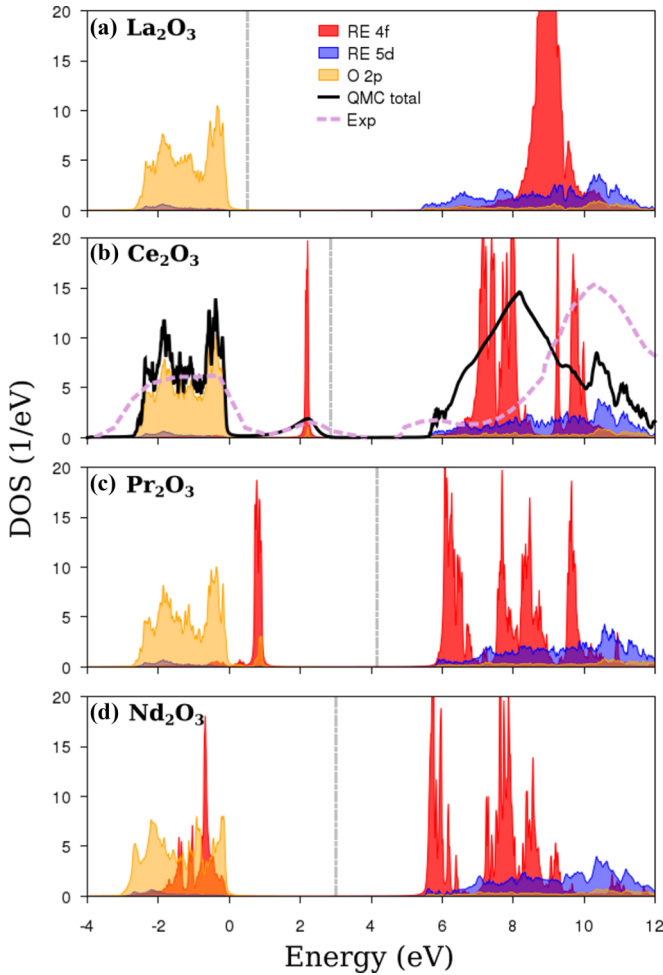 20
(a) La₂O₃
RE 4f
RE 5d
O 2p
QMC total
Exp
15
10
5
0
20
(b) Ce₂O₃
15
10
5
0
DOS (1/eV)
20
(c) Pr₂O₃
15
10
5
0
20
(d) Nd₂O₃
15
10
5
0
-4 -2 0 2 4 6 8 10 12
Energy (eV)